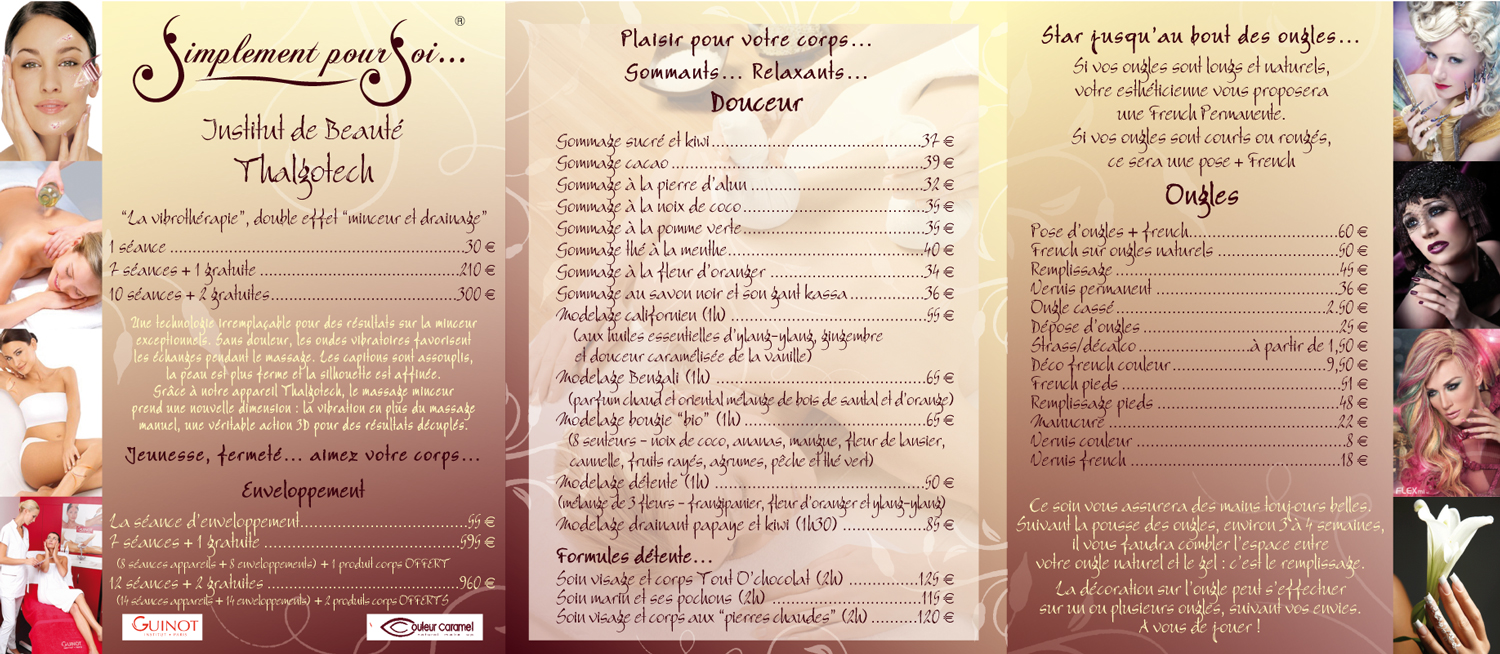 Simplement pour Soi... ®
Institut de Beauté
Thalgotech
"La vibrothérapie", double effet "minceur et drainage"
1 séance ... 30 €
7 séances + 1 gratuite ... 210 €
10 séances + 2 gratuites ... 300 €
Une technologie irremplaçable pour des résultats sur la minceur
exceptionnels. Sans douleur, les ondes vibratoires favorisent
les échanges pendant le massage. Les capitons sont assouplis,
la peau est plus ferme et la silhouette est affinée.
Grâce à notre appareil Thalgotech, le massage minceur
prend une nouvelle dimension : la vibration en plus du massage
manuel, une véritable action 3D pour des résultats décuplés.
Jeunesse, fermeté... aimez votre corps...
Enveloppement
La séance d'enveloppement ... 55 €
7 séances + 1 gratuite ... 595 €
(8 séances appareils + 8 enveloppements) + 1 produit corps OFFERT
12 séances + 2 gratuites ... 960 €
(14 séances appareils + 14 enveloppements) + 2 produits corps OFFERTS
GUINOT
INSTITUT • PARIS
Couleur caramel
natural make-up
GUINOT
Plaisir pour votre corps...
Gommants... Relaxants...
Douceur
Gommage sucré et kiwi ... 37 €
Gommage cacao ... 39 €
Gommage à la pierre d'alun ... 32 €
Gommage à la noix de coco ... 35 €
Gommage à la pomme verte ... 35 €
Gommage thé à la menthe ... 40 €
Gommage à la fleur d'oranger ... 34 €
Gommage au savon noir et son gant kassa ... 36 €
Modelage californien (1h) ... 55 €
(aux huiles essentielles d'ylang-ylang, gingembre
et douceur caramélisée de la vanille)
Modelage Bengali (1h) ... 65 €
(parfum chaud et oriental mélange de bois de santal et d'orange)
Modelage bougie "bio" (1h) ... 65 €
(8 senteurs - noix de coco, ananas, mangue, fleur de lansier,
cannelle, fruits rayés, agrumes, pêche et thé vert)
Modelage détente (1h) ... 50 €
(mélange de 3 fleurs - frangipanier, fleur d'oranger et ylang-ylang)
Modelage drainant papaye et kiwi (1h30) ... 85 €
Formules détente...
Soin visage et corps Tout O'chocolat (2h) ... 125 €
Soin marin et ses pochons (2h) ... 115 €
Soin visage et corps aux "pierres chaudes" (2h) ... 120 €
Star jusqu'au bout des ongles...
Si vos ongles sont longs et naturels,
votre esthéticienne vous proposera
une French Permanente.
Si vos ongles sont courts ou rongés,
ce sera une pose + French
Ongles
Pose d'ongles + french ... 60 €
French sur ongles naturels ... 50 €
Remplissage ... 45 €
Vernis permanent ... 36 €
Ongle cassé ... 2.50 €
Dépose d'ongles ... 25 €
Strass/décalco ... à partir de 1,50 €
Déco french couleur ... 9,50 €
French pieds ... 51 €
Remplissage pieds ... 48 €
Manucure ... 22 €
Vernis couleur ... 8 €
Vernis french ... 18 €
Ce soin vous assurera des mains toujours belles.
Suivant la pousse des ongles, environ 3 à 4 semaines,
il vous faudra combler l'espace entre
votre ongle naturel et le gel : c'est le remplissage.
La décoration sur l'ongle peut s'effectuer
sur un ou plusieurs ongles, suivant vos envies.
A vous de jouer !